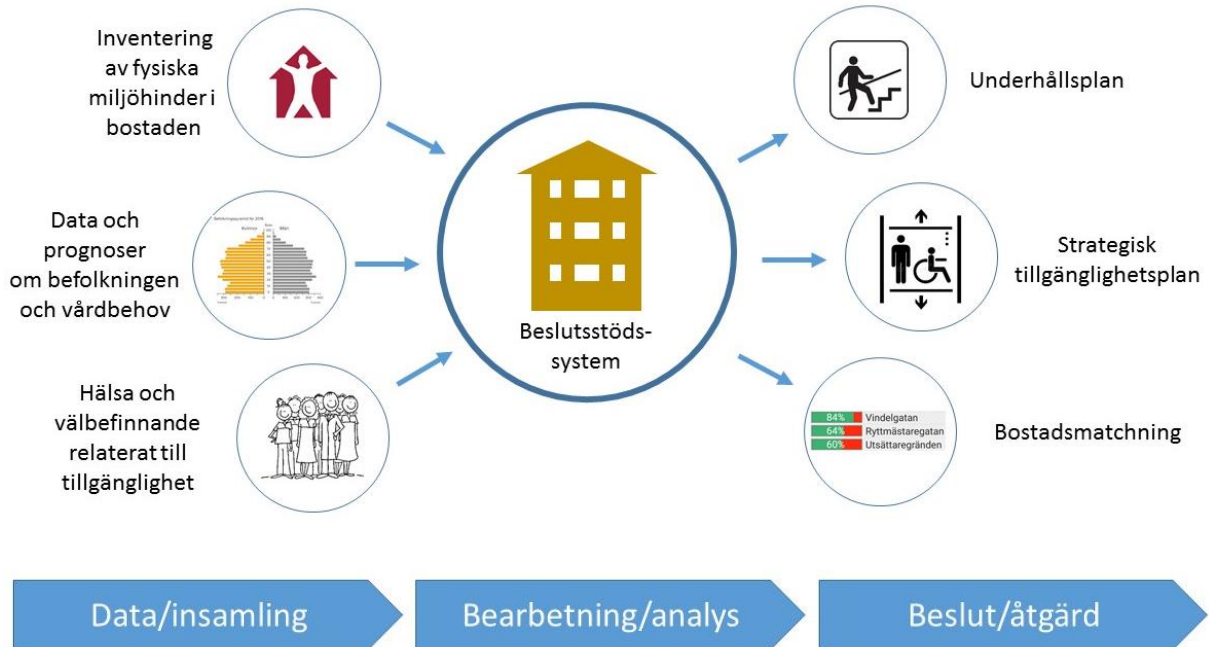 Inventering
av fysiska
miljöhinder i
bostaden
Data och
prognoser
om befolkningen
och vårdbehov
Hälsa och
välbefinnande
relaterat till
tillgänglighet
Beslutsstöds-
system
Underhållsplan
Strategisk
tillgänglighetsplan
84% Vindelgatan
64% Ryttmästaregatan
60% Utsättaregränden
Bostadsmatchning
Data/insamling
Bearbetning/analys
Beslut/åtgärd